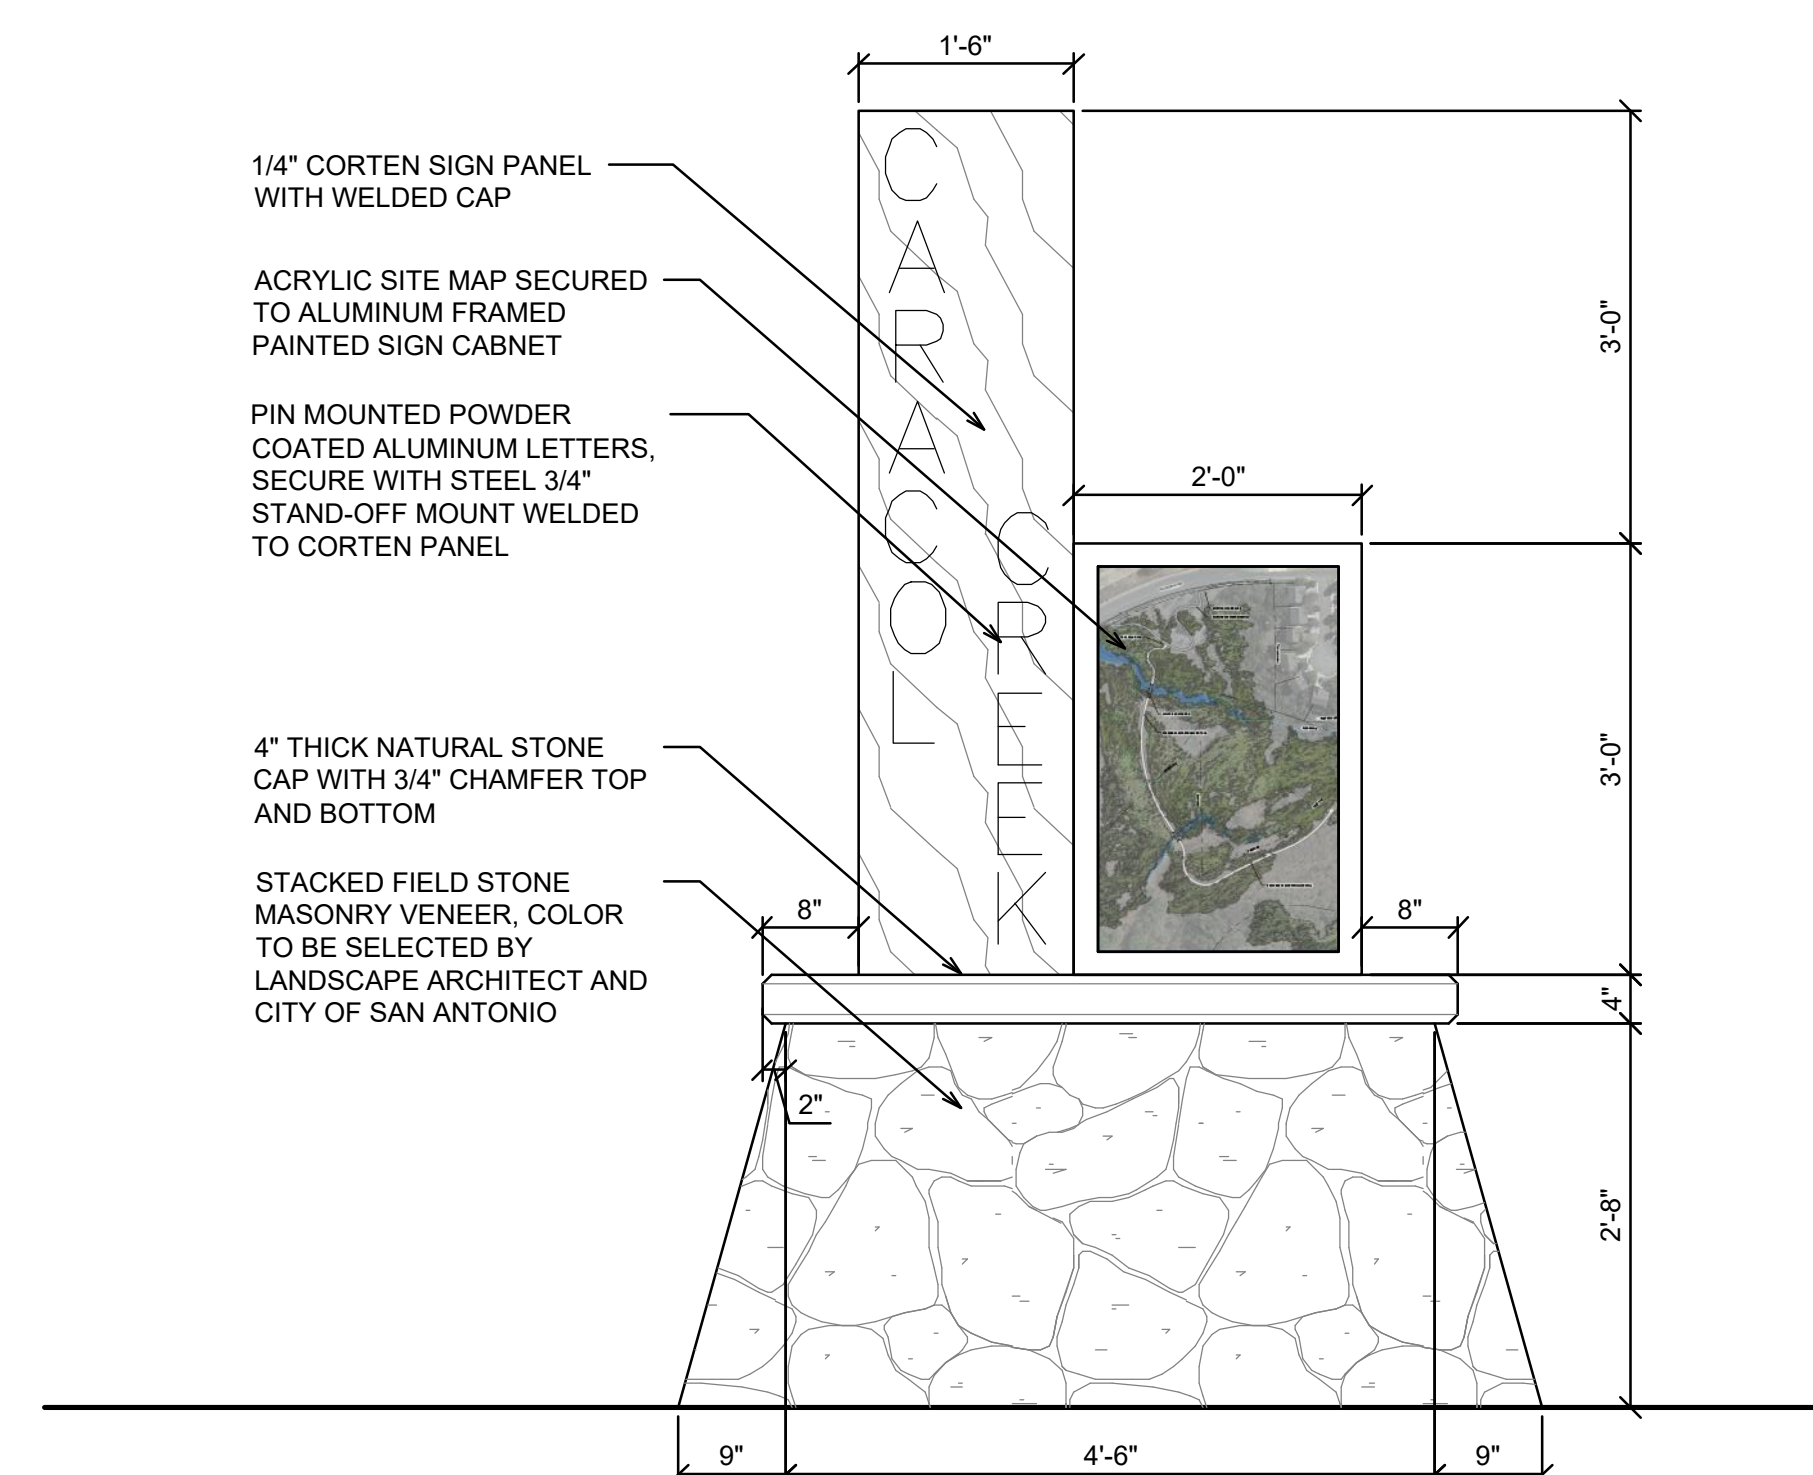 1'-6"
1/4" CORTEN SIGN PANEL
WITH WELDED CAP
ACRYLIC SITE MAP SECURED
TO ALUMINUM FRAMED
PAINTED SIGN CABNET
PIN MOUNTED POWDER
COATED ALUMINUM LETTERS,
SECURE WITH STEEL 3/4"
STAND-OFF MOUNT WELDED
TO CORTEN PANEL
4" THICK NATURAL STONE
CAP WITH 3/4" CHAMFER TOP
AND BOTTOM
STACKED FIELD STONE
MASONRY VENEER, COLOR
TO BE SELECTED BY
LANDSCAPE ARCHITECT AND
CITY OF SAN ANTONIO
CARACOL
CREEK
3'-0"
2'-0"
3'-0"
8"
8"
4"
2"
2'-8"
9"
4'-6"
9"